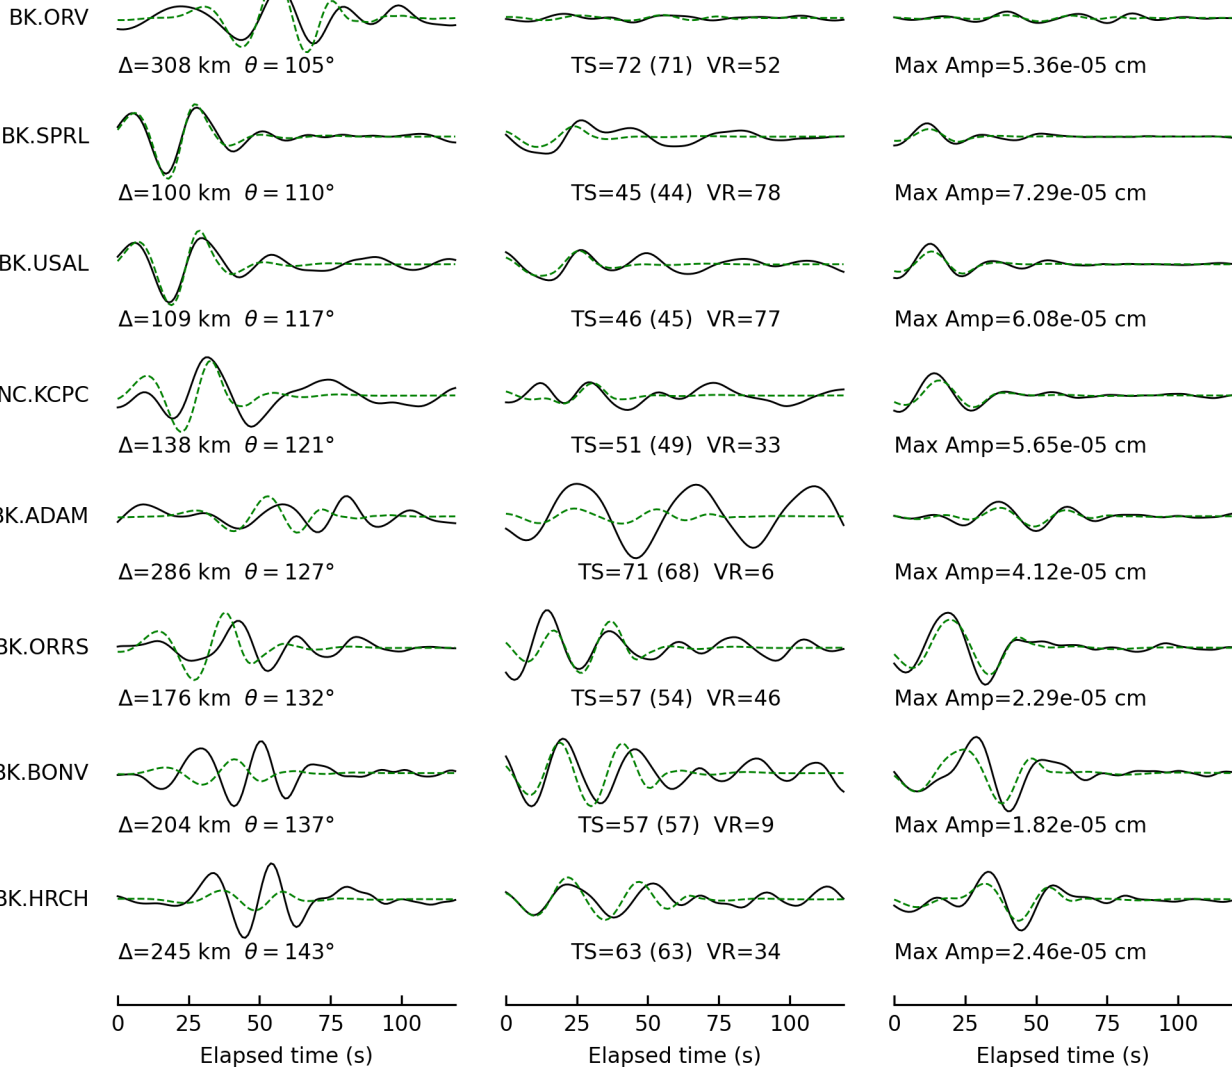 BK.ORV
Δ=308 km θ = 105° TS=72 (71) VR=52 Max Amp=5.36e-05 cm
BK.SPRL
Δ=100 km θ = 110° TS=45 (44) VR=78 Max Amp=7.29e-05 cm
BK.USAL
Δ=109 km θ = 117° TS=46 (45) VR=77 Max Amp=6.08e-05 cm
NC.KCPC
Δ=138 km θ = 121° TS=51 (49) VR=33 Max Amp=5.65e-05 cm
BK.ADAM
Δ=286 km θ = 127° TS=71 (68) VR=6 Max Amp=4.12e-05 cm
BK.ORRS
Δ=176 km θ = 132° TS=57 (54) VR=46 Max Amp=2.29e-05 cm
BK.BONV
Δ=204 km θ = 137° TS=57 (57) VR=9 Max Amp=1.82e-05 cm
BK.HRCH
Δ=245 km θ = 143° TS=63 (63) VR=34 Max Amp=2.46e-05 cm
0 25 50 75 100 0 25 50 75 100 0 25 50 75 100
Elapsed time (s) Elapsed time (s) Elapsed time (s)